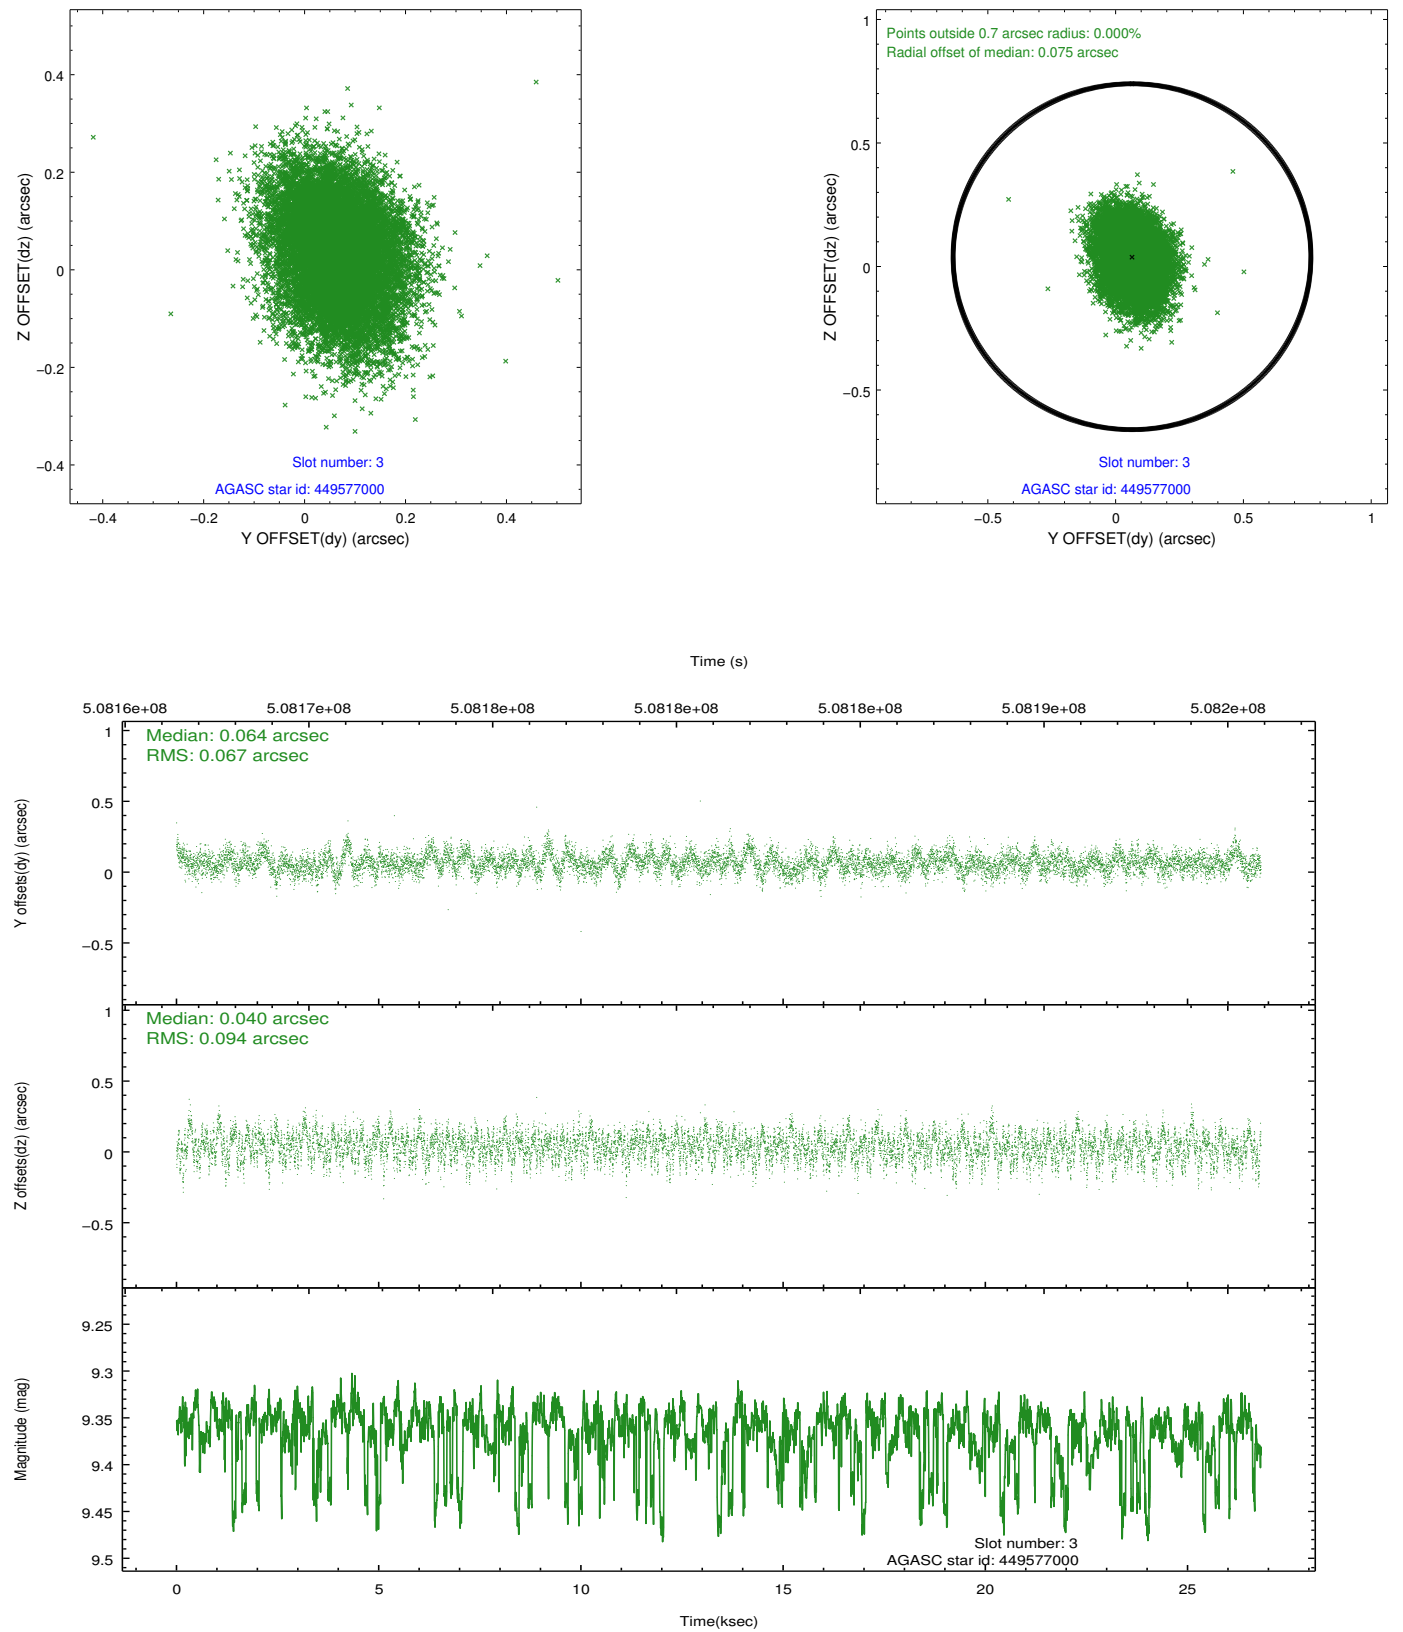 0.4
0.2
0
−0.2
−0.4
Z OFFSET(dz) (arcsec)
Slot number: 3
AGASC star id: 449577000
−0.4 −0.2 0 0.2 0.4
Y OFFSET(dy) (arcsec)
Points outside 0.7 arcsec radius: 0.000%
Radial offset of median: 0.075 arcsec
1
0.5
0
−0.5
Z OFFSET(dz) (arcsec)
Slot number: 3
AGASC star id: 449577000
−0.5 0 0.5 1
Y OFFSET(dy) (arcsec)
Time (s)
5.0816e+08 5.0817e+08 5.0818e+08 5.0818e+08 5.0818e+08 5.0819e+08 5.082e+08
Median: 0.064 arcsec
RMS: 0.067 arcsec
1
0.5
0
−0.5
Y offsets(dy) (arcsec)
Median: 0.040 arcsec
RMS: 0.094 arcsec
1
0.5
0
−0.5
Z offsets(dz) (arcsec)
9.25
9.3
9.35
9.4
9.45
9.5
Magnitude (mag)
Slot number: 3
AGASC star id: 449577000
0 5 10 15 20 25
Time(ksec)